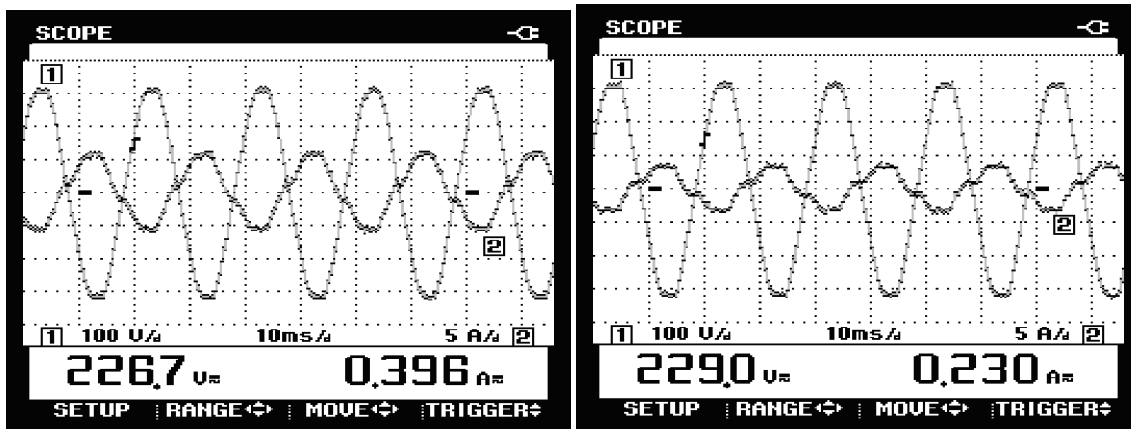 SCOPE
1
2
1 100 V/d 10ms/d 5 A/d 2
226.7 V≂ 0.396 A≂
SETUP RANGE MOVE TRIGGER
SCOPE
1
2
1 100 V/d 10ms/d 5 A/d 2
229.0 V≂ 0.230 A≂
SETUP RANGE MOVE TRIGGER